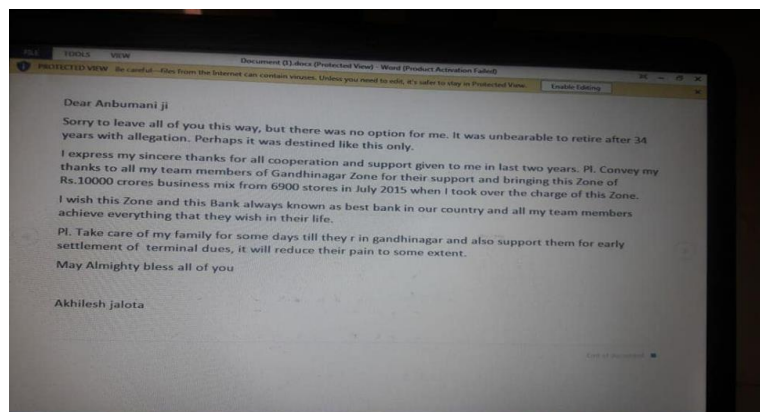 FILE TOOLS VIEW
Document (1).docx (Protected View) - Word (Product Activation Failed)
PROTECTED VIEW Be careful—files from the Internet can contain viruses. Unless you need to edit, it's safer to stay in Protected View. Enable Editing
Dear Anbumani ji
Sorry to leave all of you this way, but there was no option for me. It was unbearable to retire after 34
years with allegation. Perhaps it was destined like this only.
I express my sincere thanks for all cooperation and support given to me in last two years. Pl. Convey my
thanks to all my team members of Gandhinagar Zone for their support and bringing this Zone of
Rs.10000 crores business mix from 6900 stores in July 2015 when I took over the charge of this Zone.
I wish this Zone and this Bank always known as best bank in our country and all my team members
achieve everything that they wish in their life.
Pl. Take care of my family for some days till they r in gandhinagar and also support them for early
settlement of terminal dues, it will reduce their pain to some extent.
May Almighty bless all of you
Akhilesh jalota
End of document